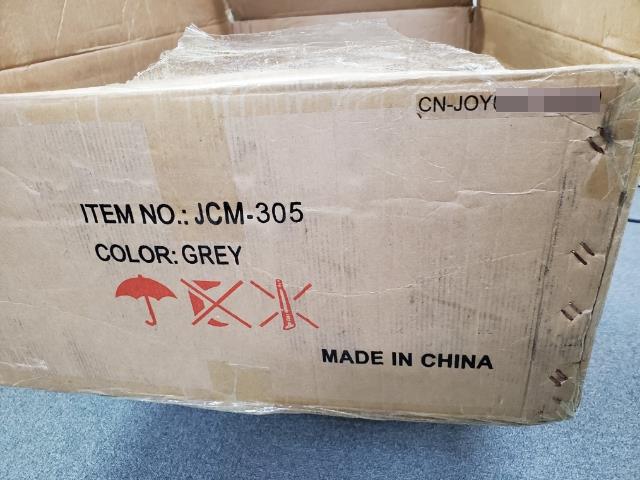 CN-JOY
ITEM NO.: JCM-305
COLOR: GREY
MADE IN CHINA